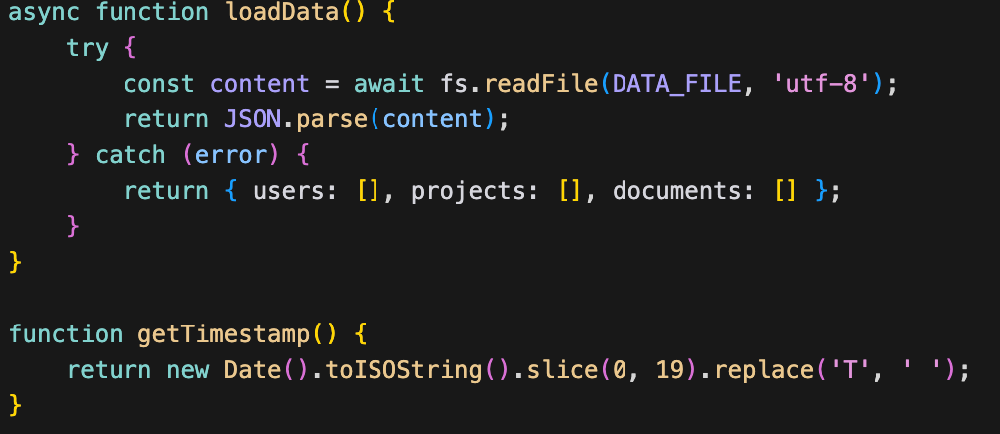 async function loadData() {
    try {
        const content = await fs.readFile(DATA_FILE, 'utf-8');
        return JSON.parse(content);
    } catch (error) {
        return { users: [], projects: [], documents: [] };
    }
}

function getTimestamp() {
    return new Date().toISOString().slice(0, 19).replace('T', ' ');
}